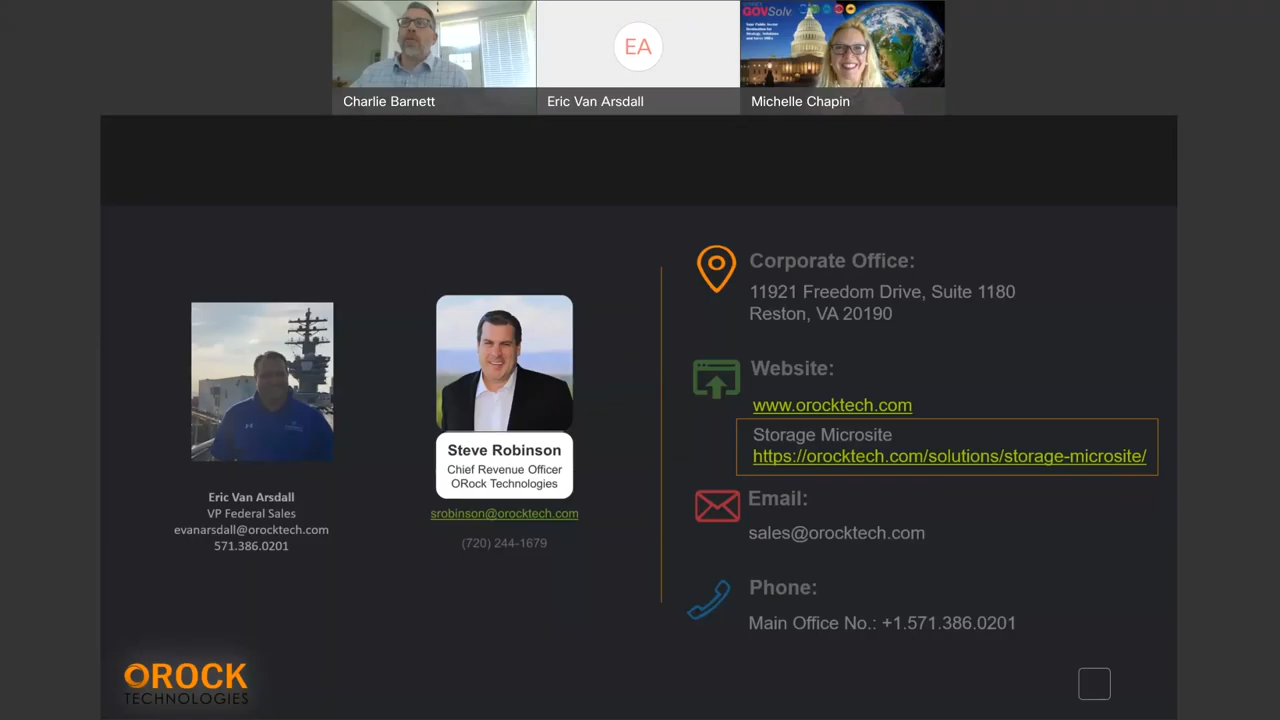 GOVSolv
EA
Charlie Barnett
Eric Van Arsdall
Michelle Chapin
Corporate Office:
11921 Freedom Drive, Suite 1180
Reston, VA 20190
Website:
www.orocktech.com
Storage Microsite
https://orocktech.com/solutions/storage-microsite/
Email:
sales@orocktech.com
Phone:
Main Office No.: +1.571.386.0201
Eric Van Arsdall
VP Federal Sales
evanarsdall@orocktech.com
571.386.0201
Steve Robinson
Chief Revenue Officer
ORock Technologies
srobinson@orocktech.com
(720) 244-1679
OROCK
TECHNOLOGIES